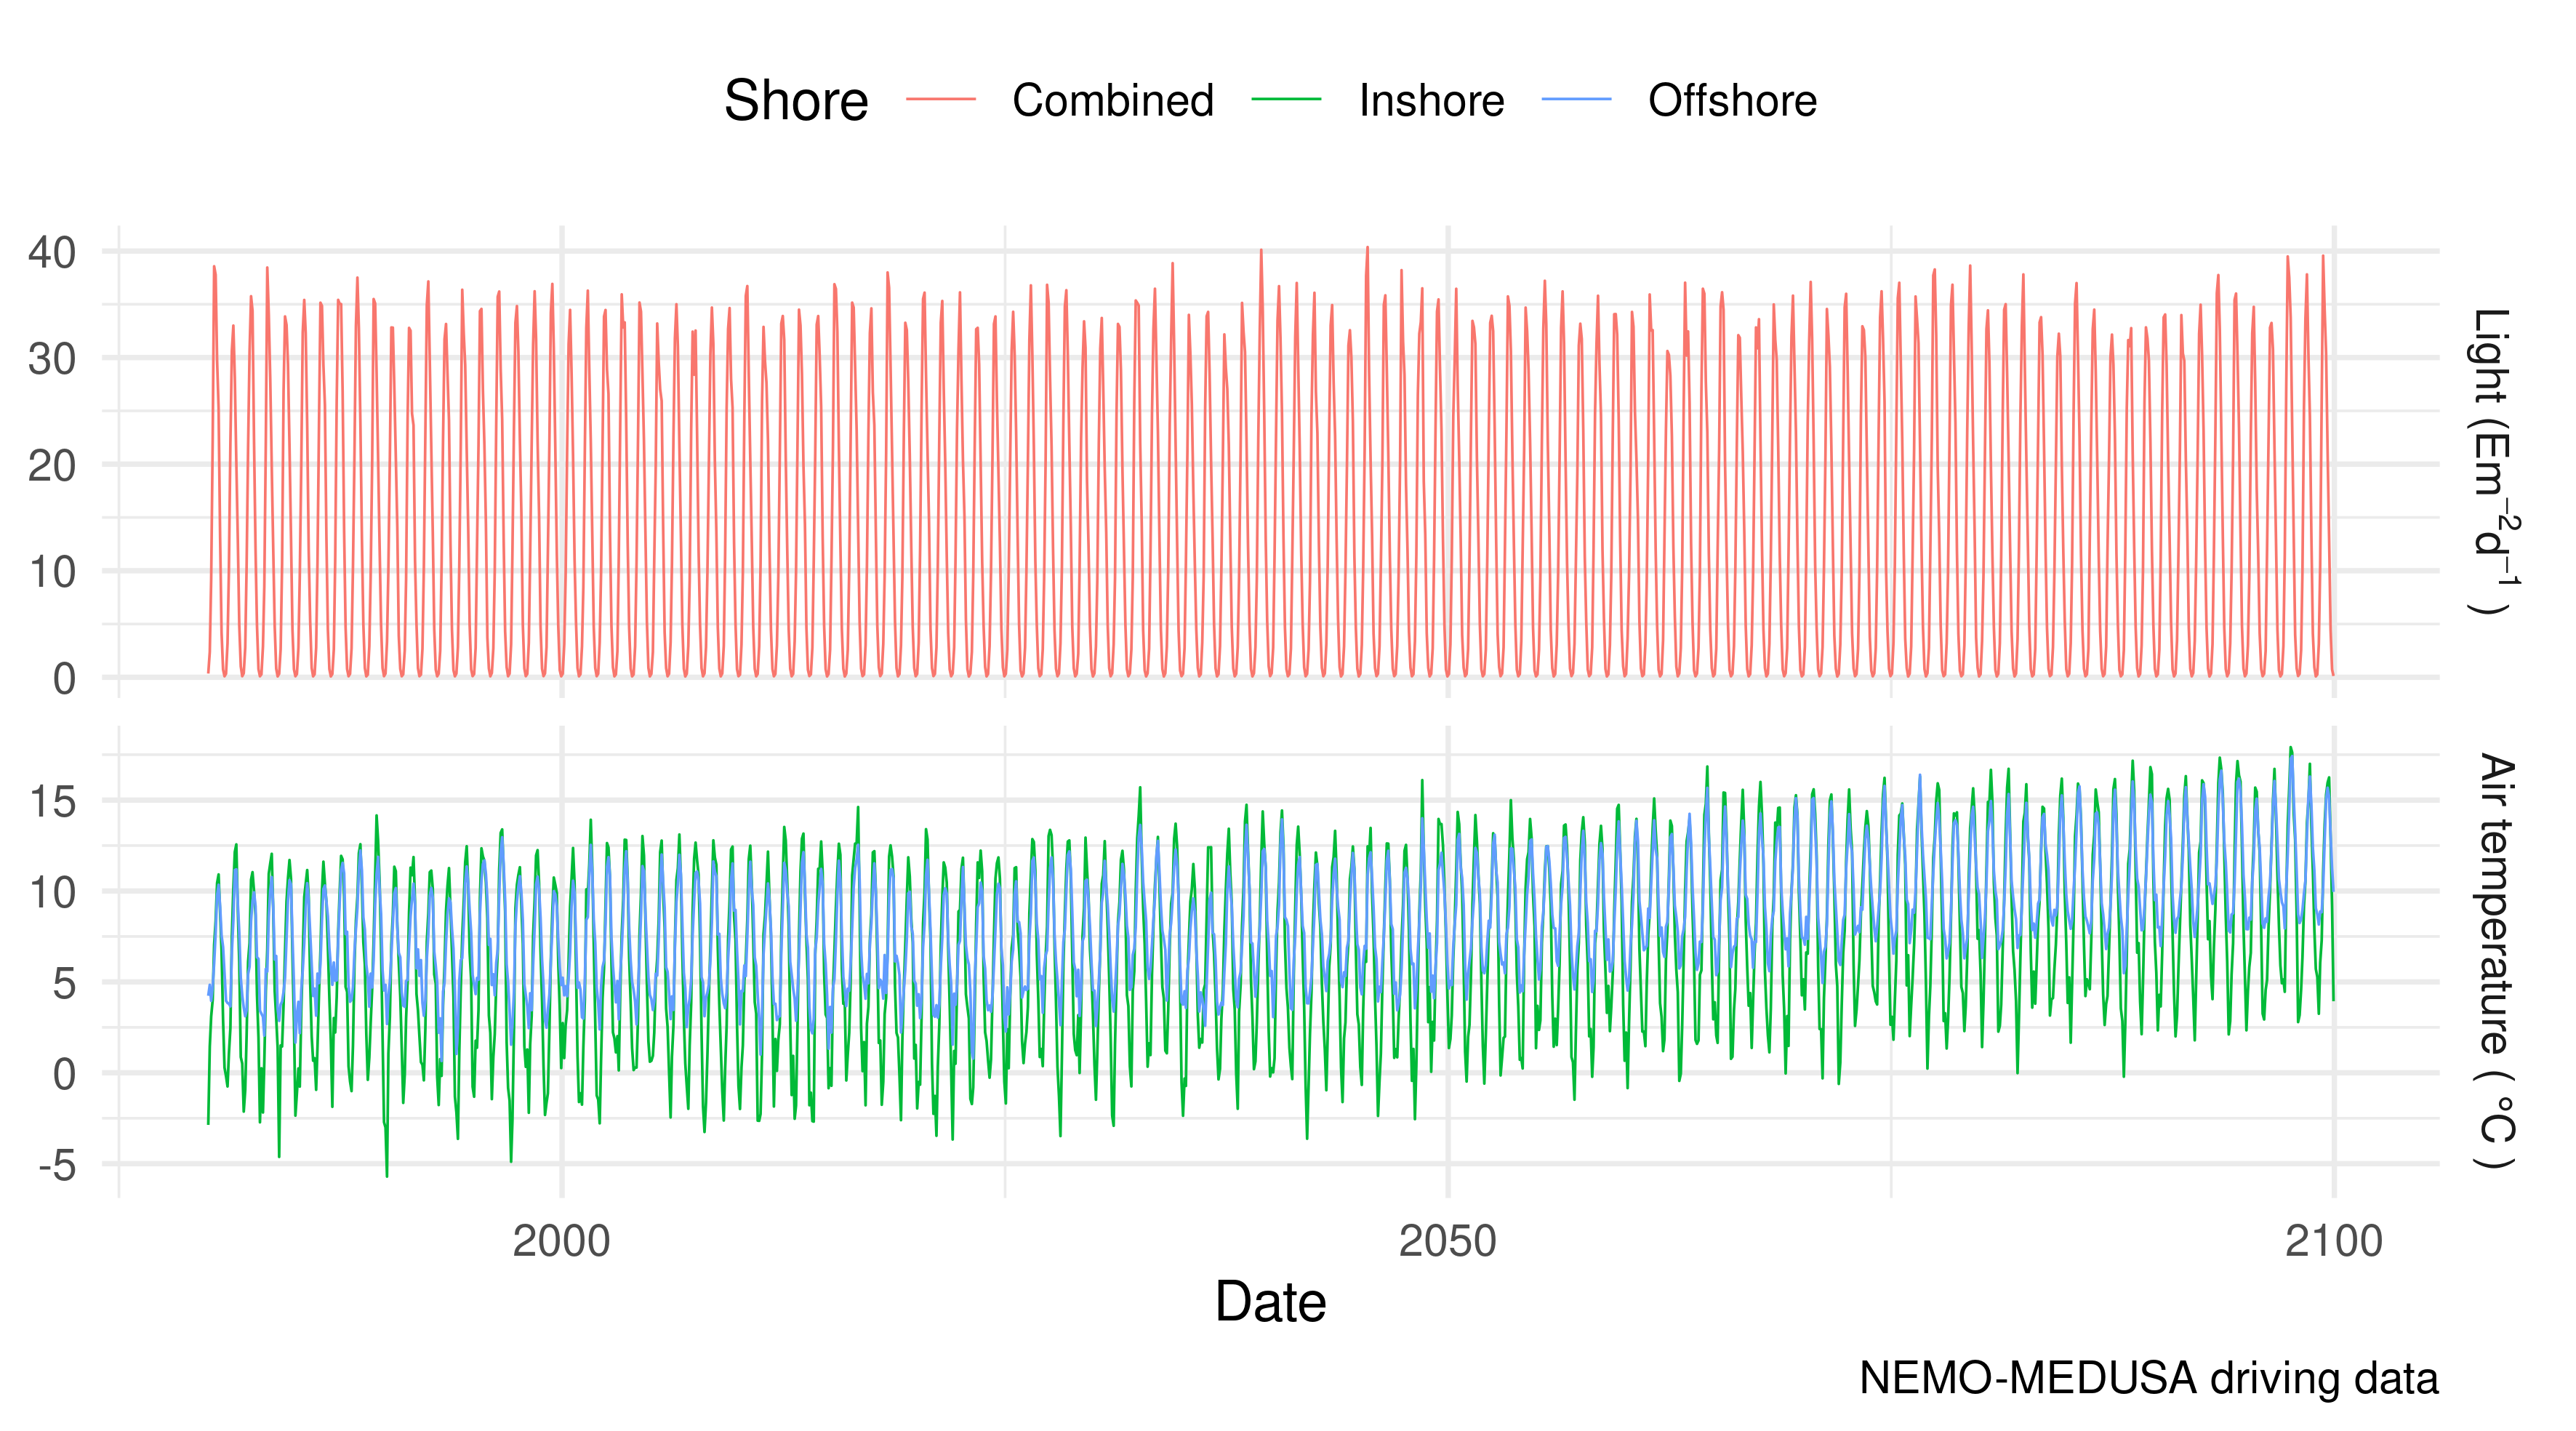 Shore Combined Inshore Offshore
40
30
20
10
0
Light (Em⁻²d⁻¹ )
15
10
5
0
-5
Air temperature ( °C )
2000 2050 2100
Date
NEMO-MEDUSA driving data